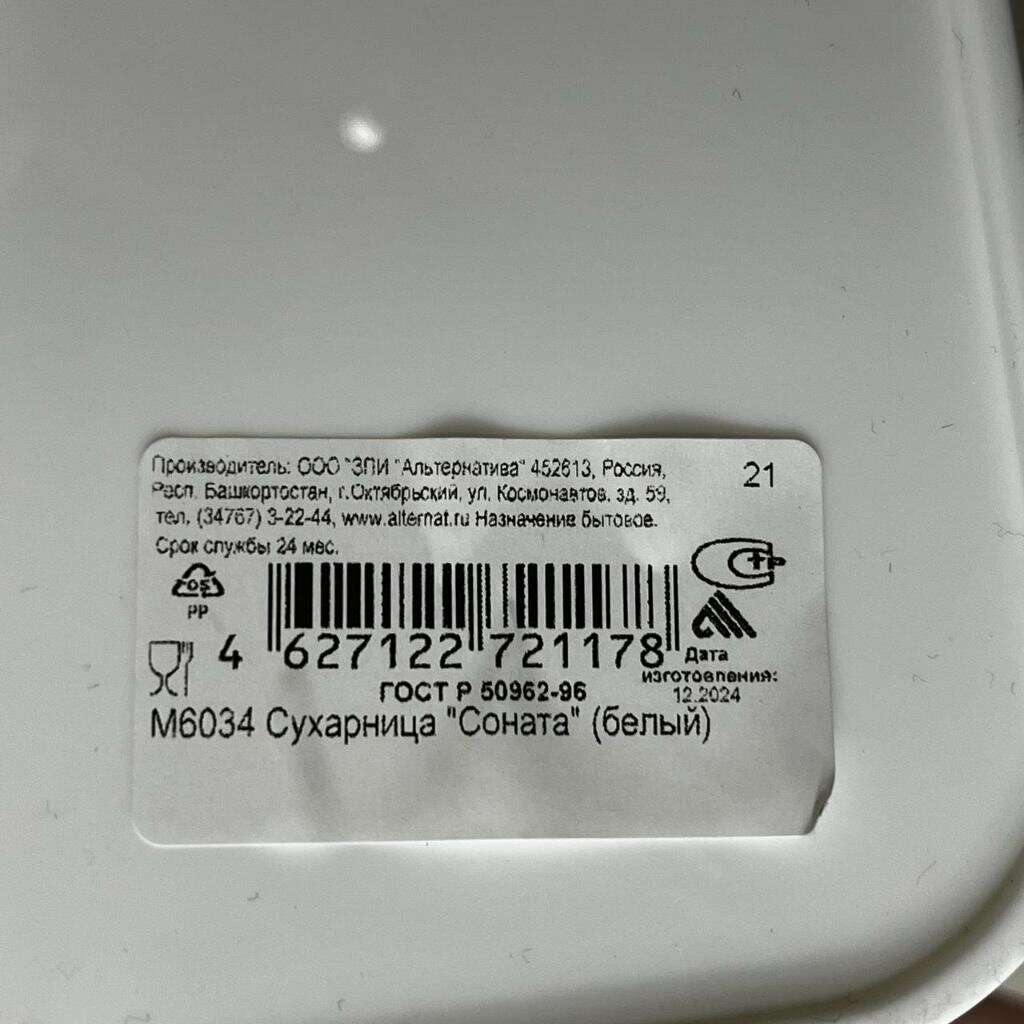 Производитель: ООО "ЗПИ "Альтернатива" 452613, Россия,
Респ. Башкортостан, г.Октябрьский, ул. Космонавтов, зд. 59,
тел. (34767) 3-22-44, www.alternat.ru Назначение бытовое.
Срок службы 24 мес.
21
05
PP
СТР
4 627122 721178
Дата
изготовления:
12.2024
ГОСТ Р 50962-96
М6034 Сухарница "Соната" (белый)